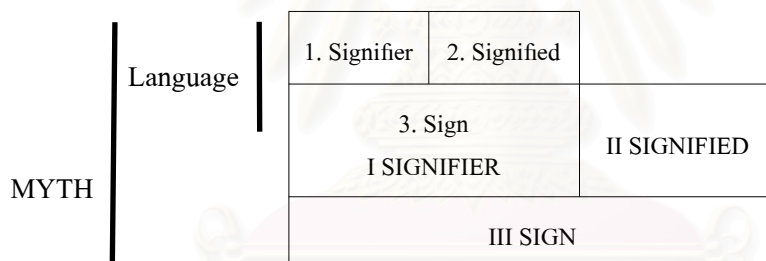 1. Signifier 2. Signified
Language
3. Sign
I SIGNIFIER
II SIGNIFIED
MYTH
III SIGN